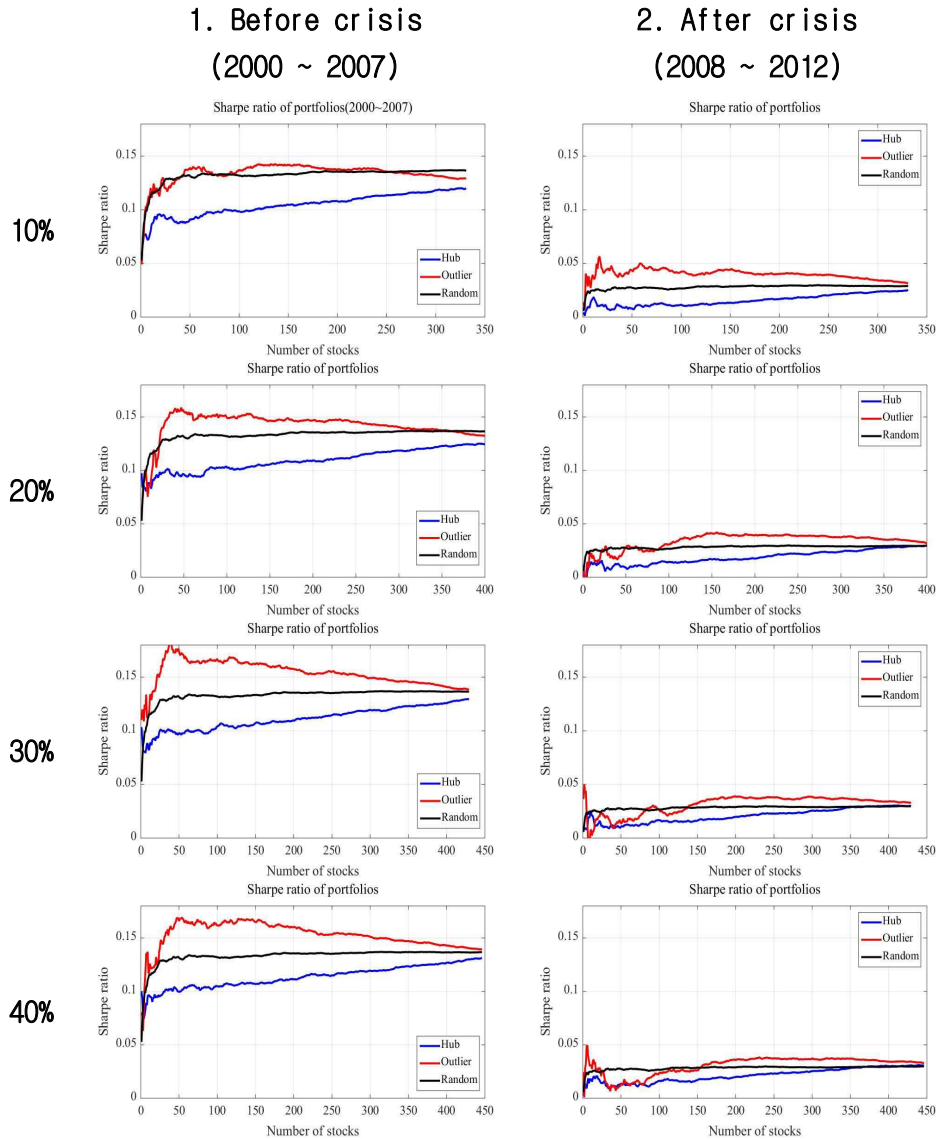 1. Before crisis
(2000 ~ 2007)
2. After crisis
(2008 ~ 2012)
10%
Sharpe ratio of portfolios(2000~2007)
Sharpe ratio
0.15
0.1
0.05
0
0 50 100 150 200 250 300 350
Number of stocks
Hub
Outlier
Random
Sharpe ratio of portfolios
Sharpe ratio
0.15
0.1
0.05
0
0 50 100 150 200 250 300 350
Number of stocks
Hub
Outlier
Random
20%
Sharpe ratio of portfolios
Sharpe ratio
0.15
0.1
0.05
0
0 50 100 150 200 250 300 350 400
Number of stocks
Hub
Outlier
Random
Sharpe ratio of portfolios
Sharpe ratio
0.15
0.1
0.05
0
0 50 100 150 200 250 300 350 400
Number of stocks
Hub
Outlier
Random
30%
Sharpe ratio of portfolios
Sharpe ratio
0.15
0.1
0.05
0
0 50 100 150 200 250 300 350 400 450
Number of stocks
Hub
Outlier
Random
Sharpe ratio of portfolios
Sharpe ratio
0.15
0.1
0.05
0
0 50 100 150 200 250 300 350 400 450
Number of stocks
Hub
Outlier
Random
40%
Sharpe ratio of portfolios
Sharpe ratio
0.15
0.1
0.05
0
0 50 100 150 200 250 300 350 400 450
Number of stocks
Hub
Outlier
Random
Sharpe ratio of portfolios
Sharpe ratio
0.15
0.1
0.05
0
0 50 100 150 200 250 300 350 400 450
Number of stocks
Hub
Outlier
Random